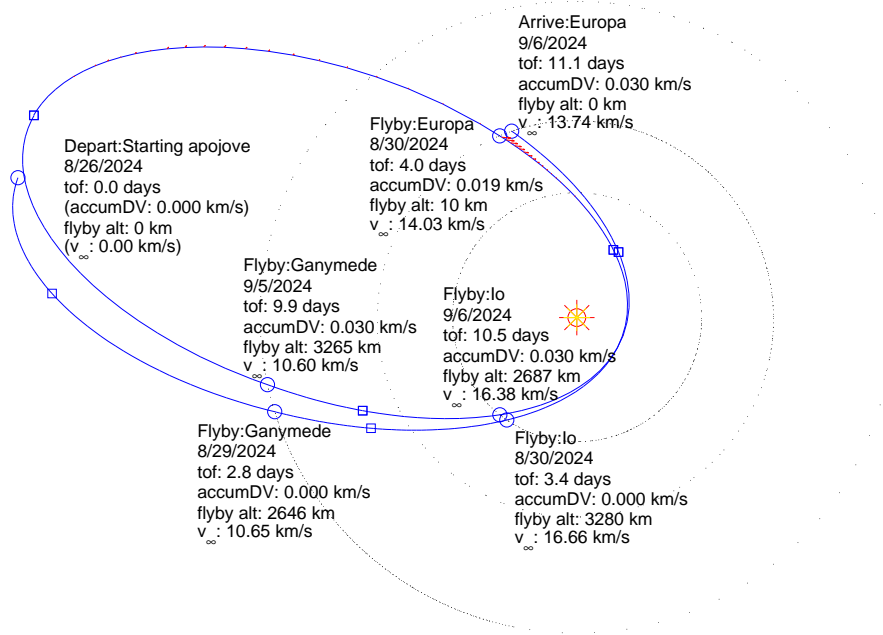 Arrive:Europa
9/6/2024
tof: 11.1 days
accumDV: 0.030 km/s
flyby alt: 0 km
v∞: 13.74 km/s
Flyby:Europa
8/30/2024
tof: 4.0 days
accumDV: 0.019 km/s
flyby alt: 10 km
v∞: 14.03 km/s
Depart:Starting apojove
8/26/2024
tof: 0.0 days
(accumDV: 0.000 km/s)
flyby alt: 0 km
(v∞: 0.00 km/s)
Flyby:Ganymede
9/5/2024
tof: 9.9 days
accumDV: 0.030 km/s
flyby alt: 3265 km
v∞: 10.60 km/s
Flyby:Io
9/6/2024
tof: 10.5 days
accumDV: 0.030 km/s
flyby alt: 2687 km
v∞: 16.38 km/s
Flyby:Ganymede
8/29/2024
tof: 2.8 days
accumDV: 0.000 km/s
flyby alt: 2646 km
v∞: 10.65 km/s
Flyby:Io
8/30/2024
tof: 3.4 days
accumDV: 0.000 km/s
flyby alt: 3280 km
v∞: 16.66 km/s